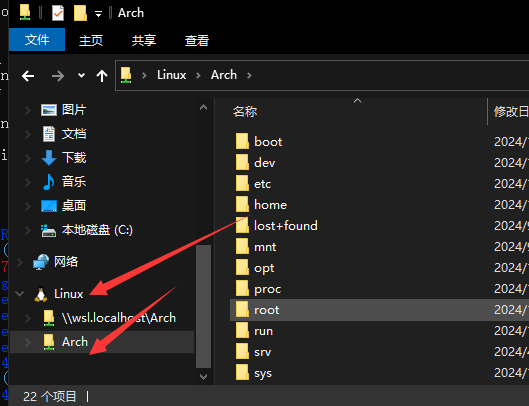 Arch
文件 主页 共享 查看
Linux Arch
图片
文档
下载
音乐
桌面
本地磁盘 (C:)
网络
Linux
\\wsl.localhost\Arch
Arch
名称 修改日
boot 2024/
dev 2024/
etc 2024/
home 2024/
lost+found 2024/
mnt 2024/
opt 2024/
proc 2024/
root 2024/
run 2024/
srv 2024/
sys 2024/
22 个项目